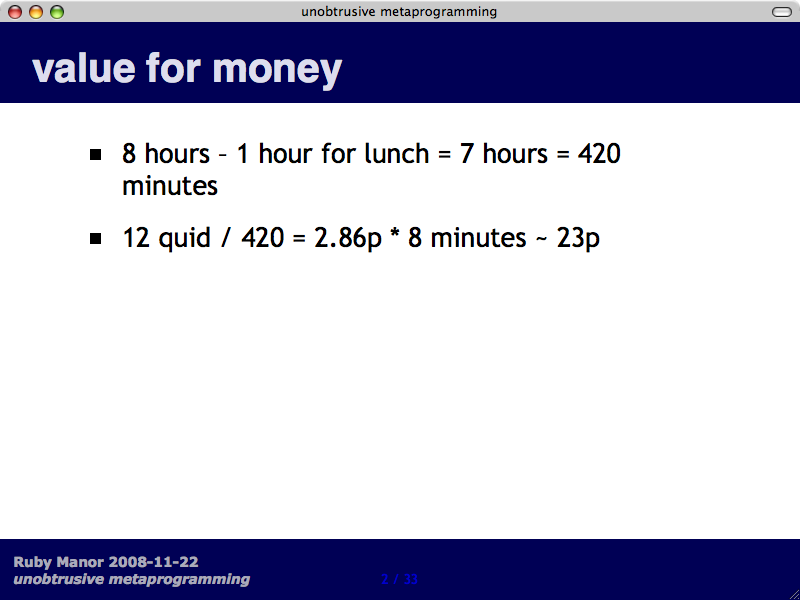 unobtrusive metaprogramming
value for money
8 hours – 1 hour for lunch = 7 hours = 420
minutes
12 quid / 420 = 2.86p * 8 minutes ~ 23p
Ruby Manor 2008-11-22
unobtrusive metaprogramming
2 / 33